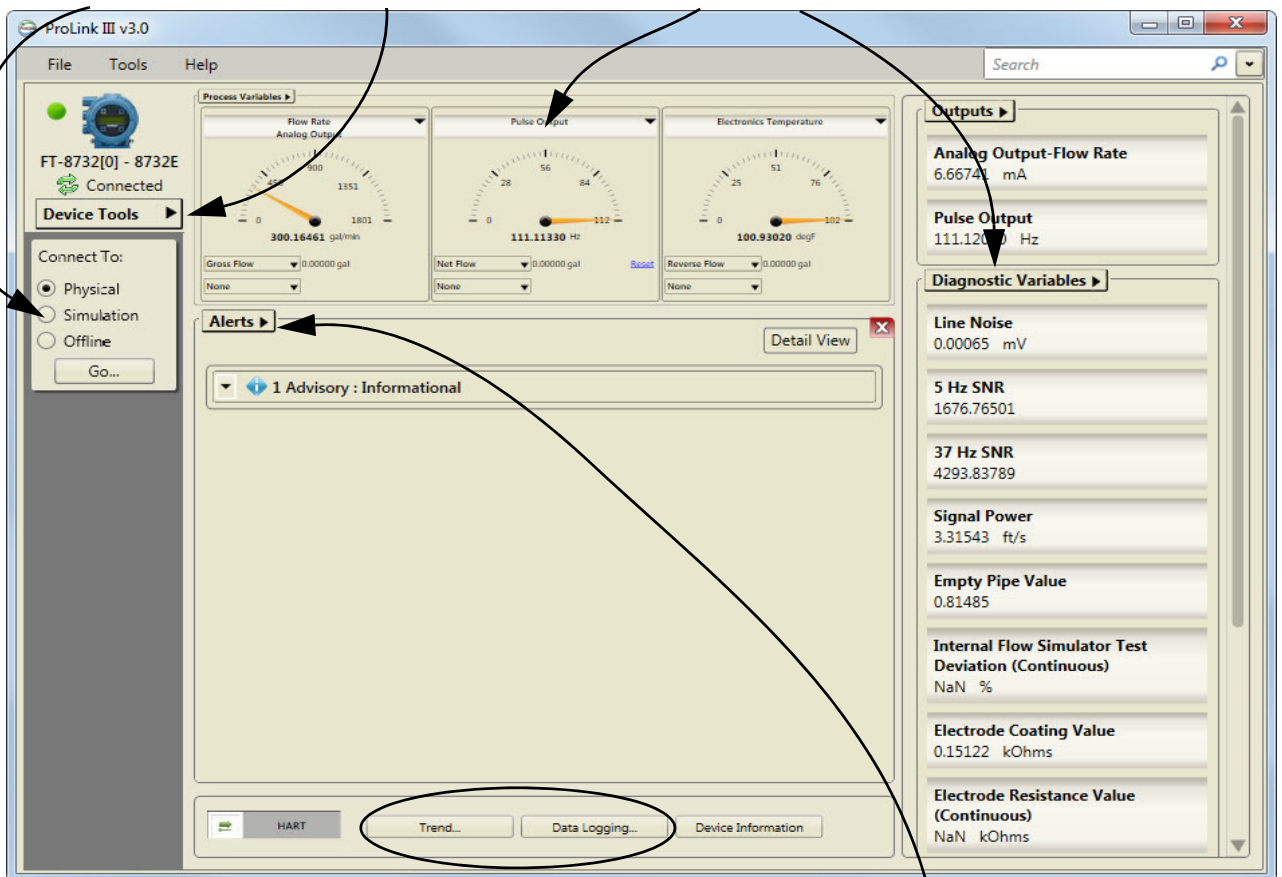 ProLink III v3.0
File Tools Help
Search
FT-8732[0] - 8732E
Connected
Device Tools
Connect To:
Physical
Simulation
Offline
Go...
Process Variables
Flow Rate
Analog Output
0 450 900 1351 1801
300.16461 gal/min
Gross Flow 0.00000 gal
None
Pulse Output
0 28 56 84 112
111.11330 Hz
Net Flow 0.00000 gal Reset
None
Electronics Temperature
0 25 51 76 102
100.93020 degF
Reverse Flow 0.00000 gal
None
Alerts
Detail View
1 Advisory : Informational
HART
Trend...
Data Logging...
Device Information
Outputs
Analog Output-Flow Rate
6.66741 mA
Pulse Output
Hz
Diagnostic Variables
Line Noise
0.00065 mV
5 Hz SNR
1676.76501
37 Hz SNR
4293.83789
Signal Power
3.31543 ft/s
Empty Pipe Value
0.81485
Internal Flow Simulator Test
Deviation (Continuous)
NaN %
Electrode Coating Value
0.15122 kOhms
Electrode Resistance Value
(Continuous)
NaN kOhms